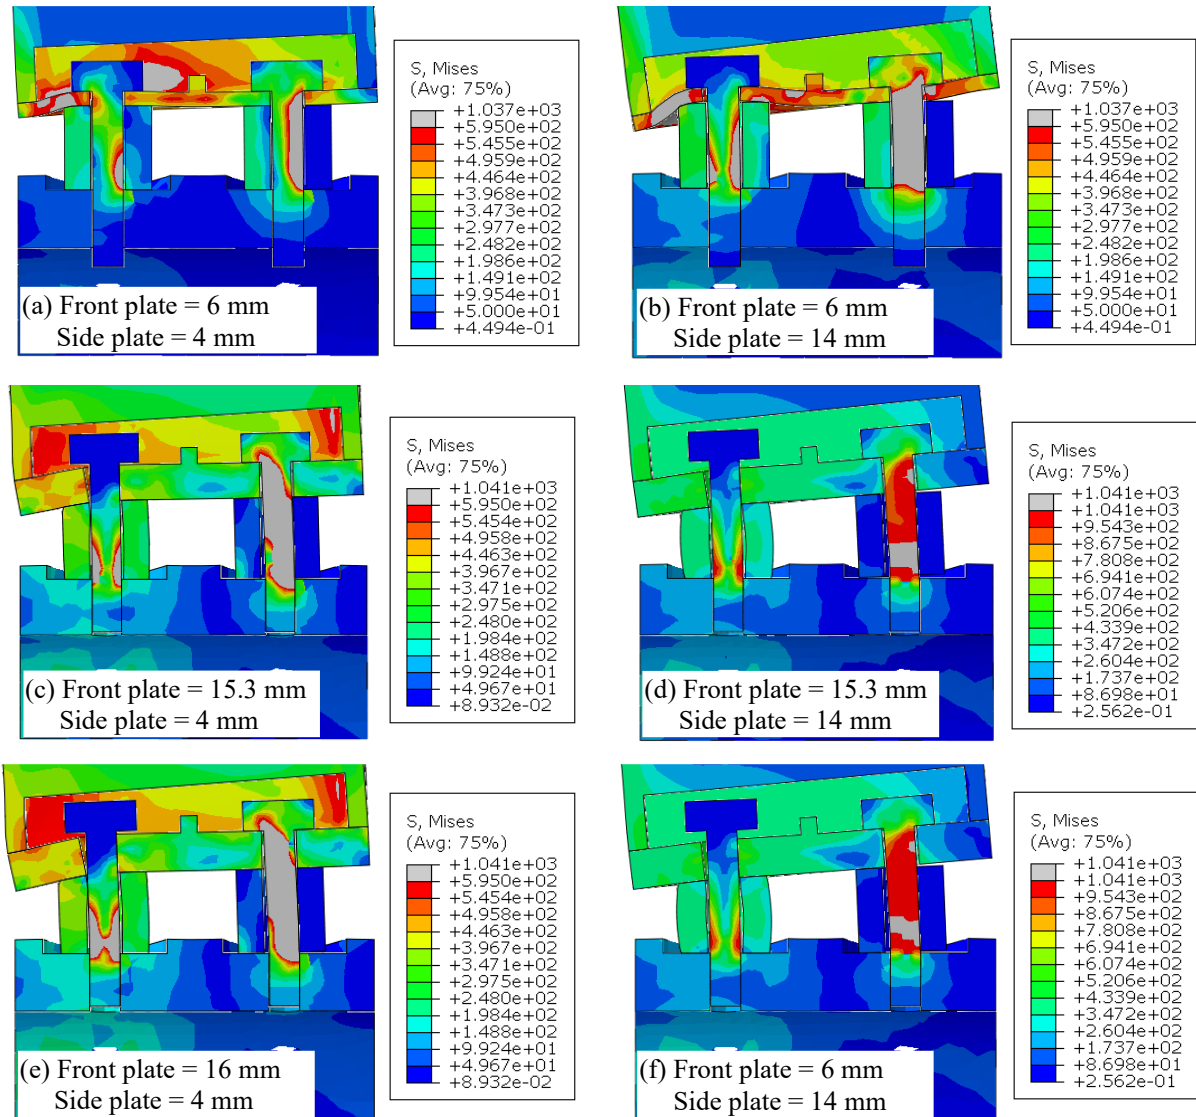 S, Mises
(Avg: 75%)
+1.037e+03
+5.950e+02
+5.455e+02
+4.959e+02
+4.464e+02
+3.968e+02
+3.473e+02
+2.977e+02
+2.482e+02
+1.986e+02
+1.491e+02
+9.954e+01
+5.000e+01
+4.494e-01
(a) Front plate = 6 mm
Side plate = 4 mm
S, Mises
(Avg: 75%)
+1.037e+03
+5.950e+02
+5.455e+02
+4.959e+02
+4.464e+02
+3.968e+02
+3.473e+02
+2.977e+02
+2.482e+02
+1.986e+02
+1.491e+02
+9.954e+01
+5.000e+01
+4.494e-01
(b) Front plate = 6 mm
Side plate = 14 mm
S, Mises
(Avg: 75%)
+1.041e+03
+5.950e+02
+5.454e+02
+4.958e+02
+4.463e+02
+3.967e+02
+3.471e+02
+2.975e+02
+2.480e+02
+1.984e+02
+1.488e+02
+9.924e+01
+4.967e+01
+8.932e-02
(c) Front plate = 15.3 mm
Side plate = 4 mm
S, Mises
(Avg: 75%)
+1.041e+03
+1.041e+03
+9.543e+02
+8.675e+02
+7.808e+02
+6.941e+02
+6.074e+02
+5.206e+02
+4.339e+02
+3.472e+02
+2.604e+02
+1.737e+02
+8.698e+01
+2.562e-01
(d) Front plate = 15.3 mm
Side plate = 14 mm
S, Mises
(Avg: 75%)
+1.041e+03
+5.950e+02
+5.454e+02
+4.958e+02
+4.463e+02
+3.967e+02
+3.471e+02
+2.975e+02
+2.480e+02
+1.984e+02
+1.488e+02
+9.924e+01
+4.967e+01
+8.932e-02
(e) Front plate = 16 mm
Side plate = 4 mm
S, Mises
(Avg: 75%)
+1.041e+03
+1.041e+03
+9.543e+02
+8.675e+02
+7.808e+02
+6.941e+02
+6.074e+02
+5.206e+02
+4.339e+02
+3.472e+02
+2.604e+02
+1.737e+02
+8.698e+01
+2.562e-01
(f) Front plate = 6 mm
Side plate = 14 mm